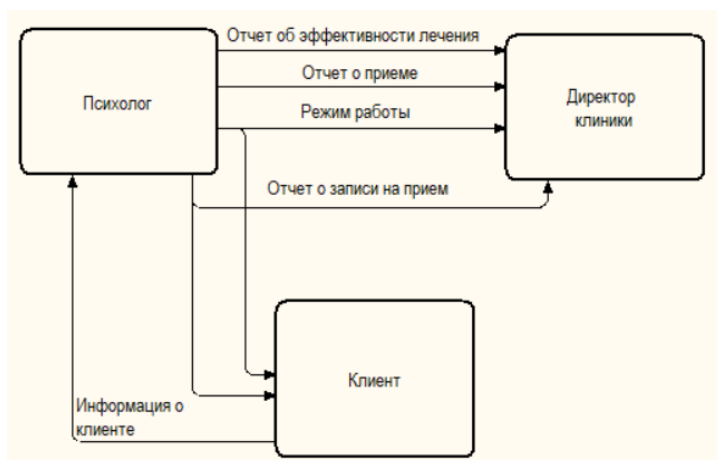 Отчет об эффективности лечения
Психолог
Отчет о приеме
Директор
клиники
Режим работы
Отчет о записи на прием
Клиент
Информация о
клиенте